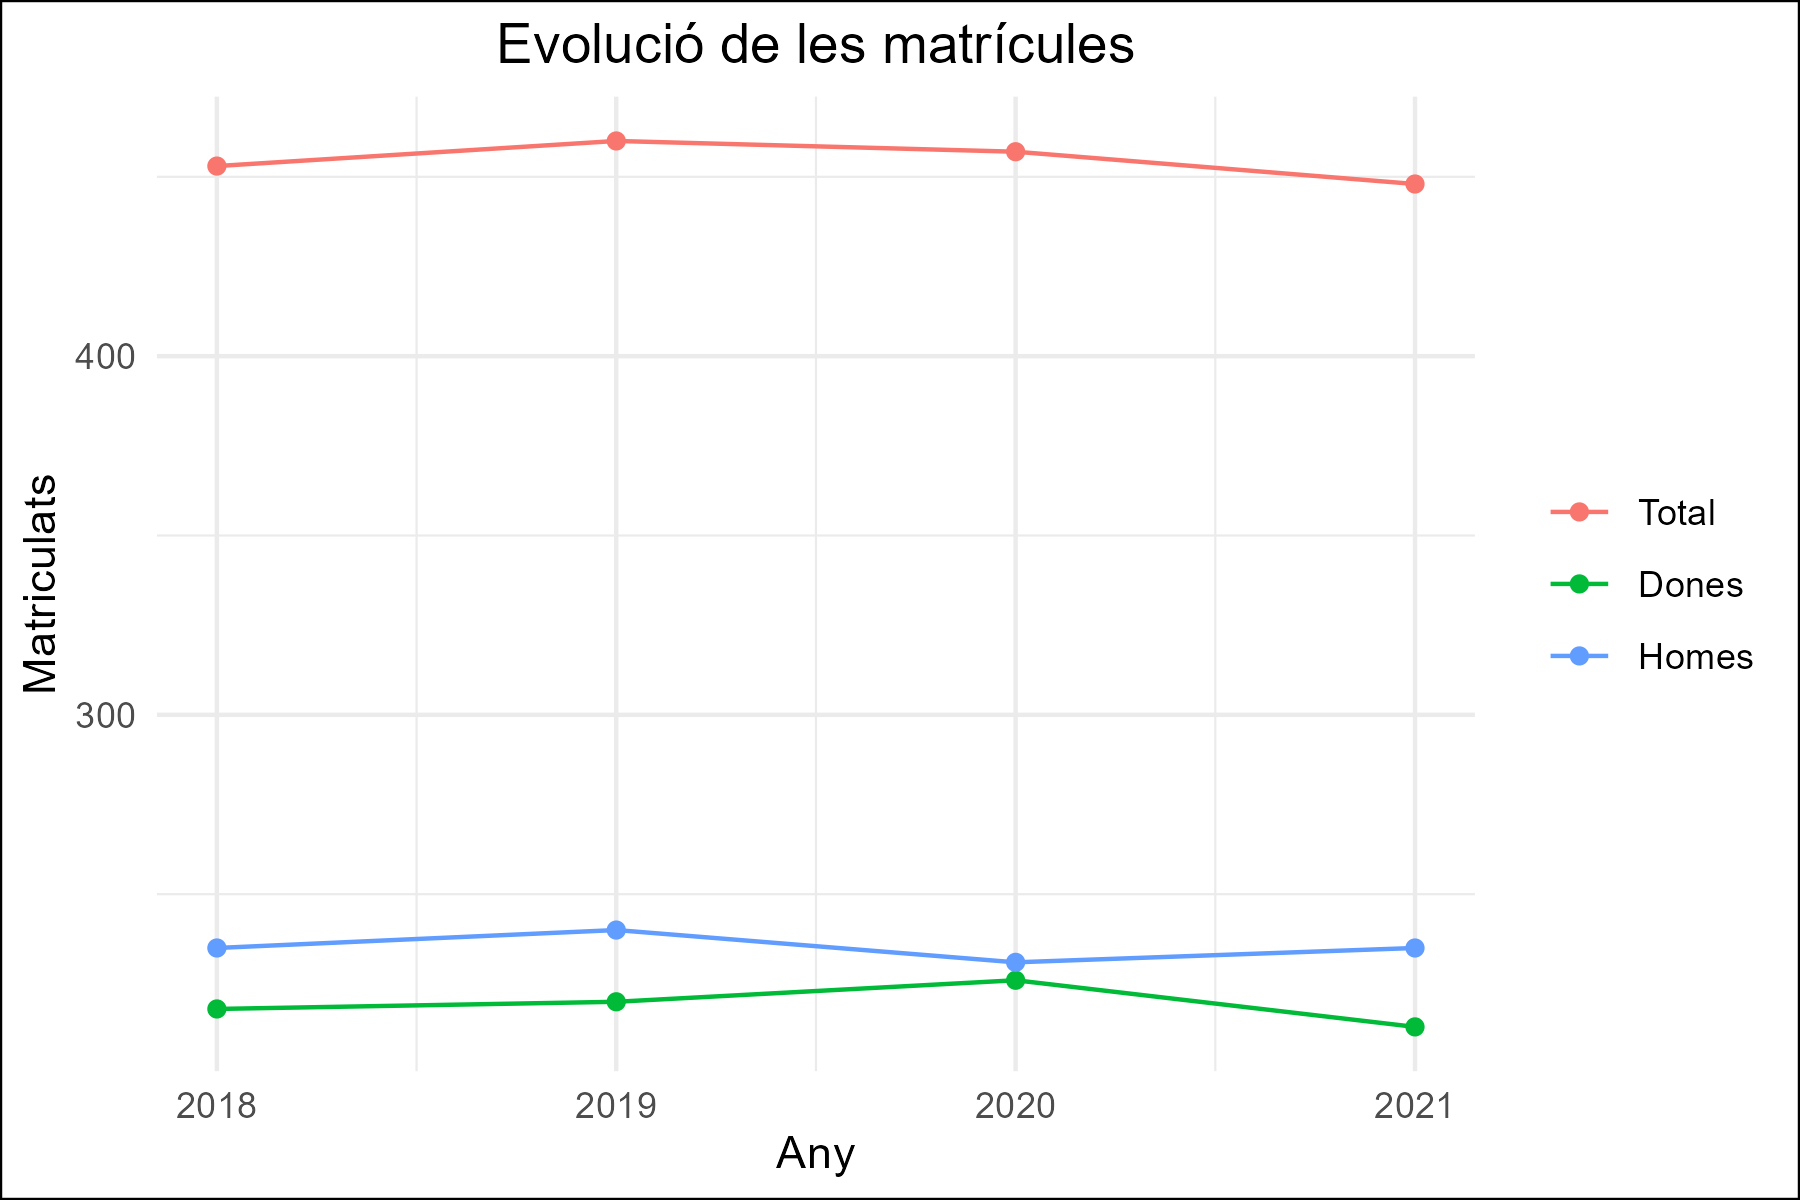 Evolució de les matrícules
Matriculats
400
300
2018
2019
2020
2021
Any
Total
Dones
Homes